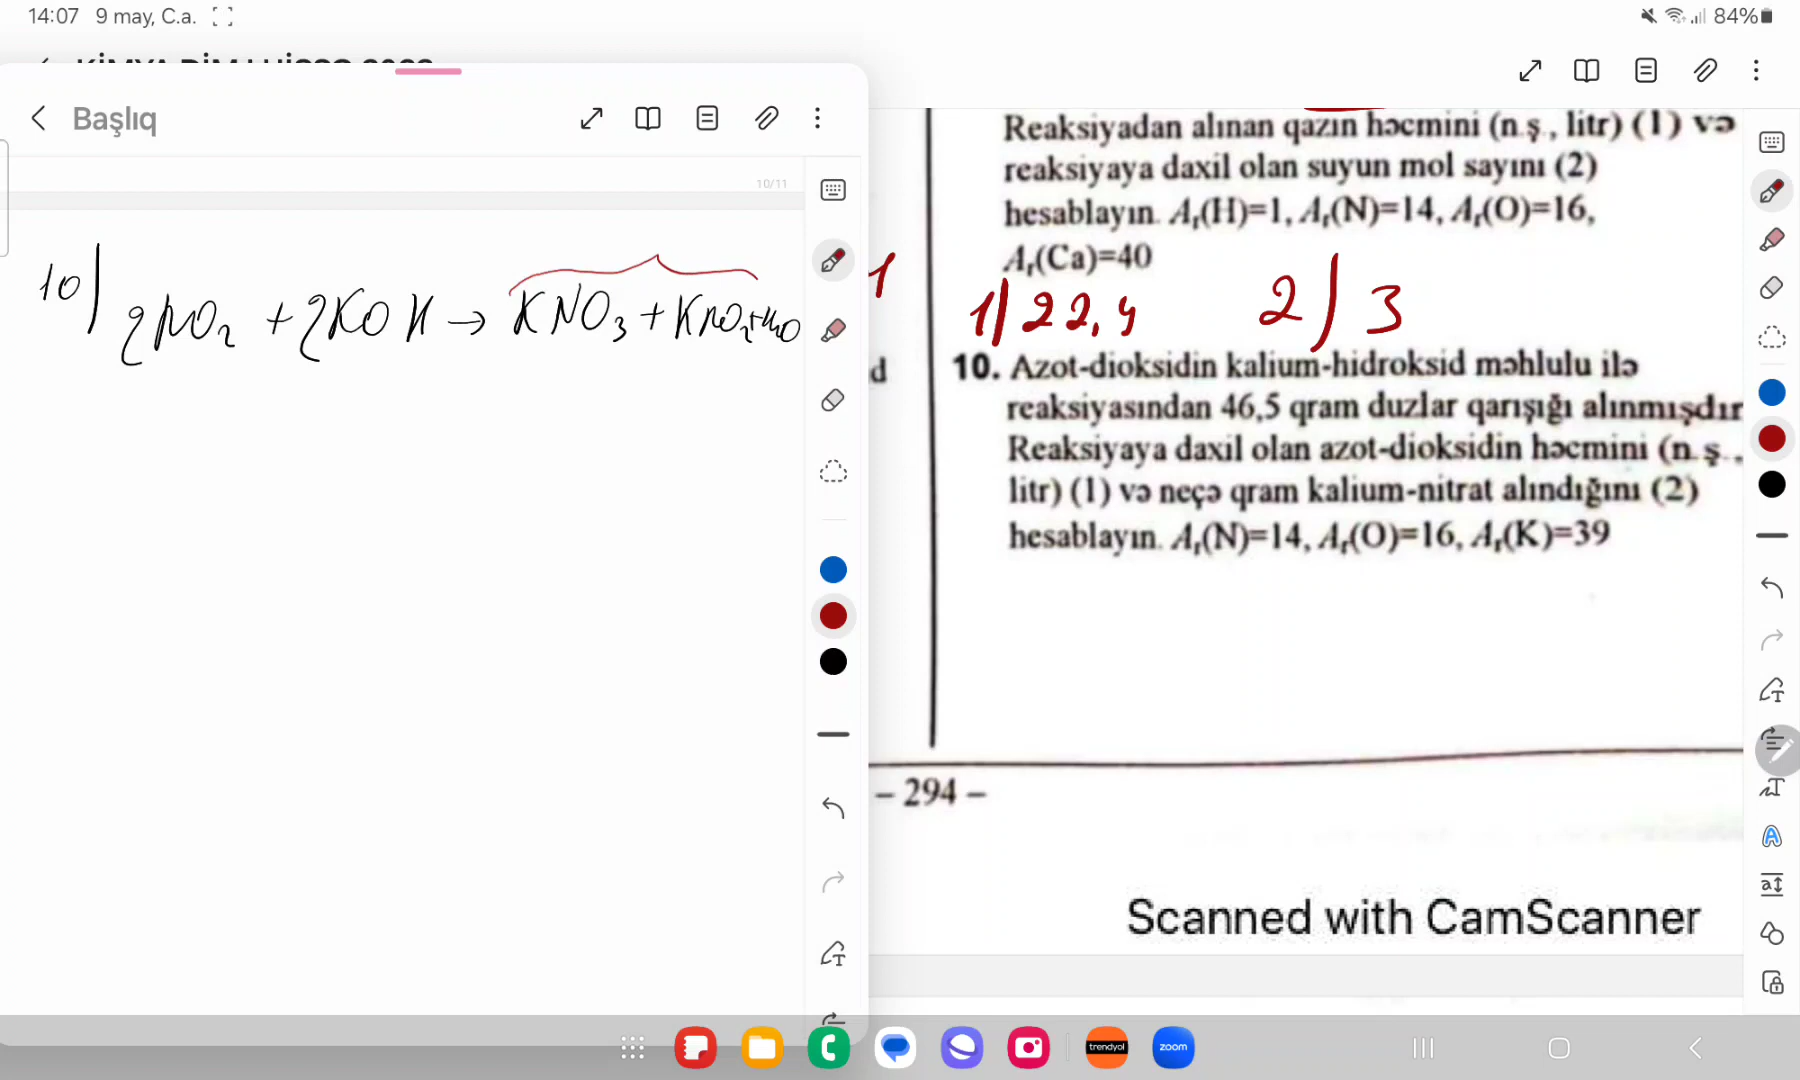 14:07 9 may, C.a. 84%
Başlıq
10/11
10) 2NO₂ + 2KOH → KNO₃ + KNO₂+H₂O
1
d
Reaksiyadan alınan qazın həcmini (n.ş., litr) (1) və
reaksiyaya daxil olan suyun mol sayını (2)
hesablayın. Aᵣ(H)=1, Aᵣ(N)=14, Aᵣ(O)=16,
Aᵣ(Ca)=40
1) 22,4 2) 3
10. Azot-dioksidin kalium-hidroksid məhlulu ilə
reaksiyasından 46,5 qram duzlar qarışığı alınmışdır
Reaksiyaya daxil olan azot-dioksidin həcmini (n.ş.,
litr) (1) və neçə qram kalium-nitrat alındığını (2)
hesablayın. Aᵣ(N)=14, Aᵣ(O)=16, Aᵣ(K)=39
– 294 –
Scanned with CamScanner
trendyol
zoom